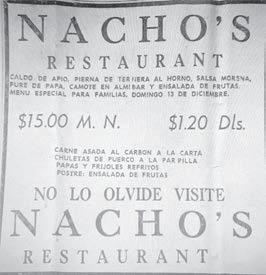 NACHO'S
RESTAURANT
CALDO DE APIO, PIERNA DE TERNERA AL HORNO, SALSA MORENA,
PURE DE PAPA, CAMOTE EN ALMIBAR Y ENSALADA DE FRUTAS.
MENU ESPECIAL PARA FAMILIAS, DOMINGO 13 DE DICIEMBRE.
$15.00 M. N. $1.20 Dls.
CARNE ASADA AL CARBON A LA CARTA
CHULETAS DE PUERCO A LA PARRILLA
PAPAS Y FRIJOLES REFRITOS
POSTRE: ENSALADA DE FRUTAS
NO LO OLVIDE VISITE
NACHO'S
RESTAURANT